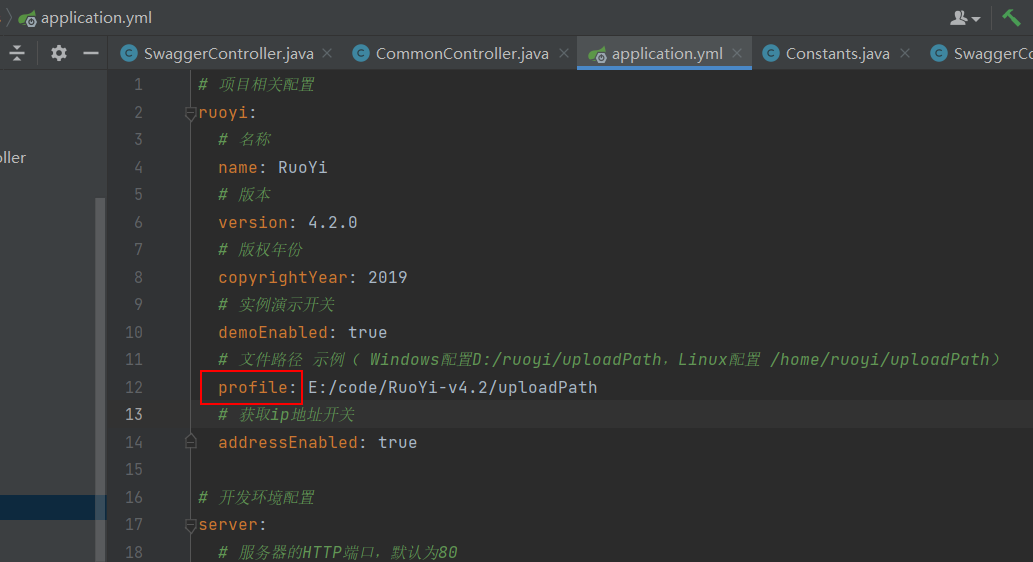 application.yml
SwaggerController.java
CommonController.java
application.yml
Constants.java
SwaggerCo
oller
1 # 项目相关配置
2 ruoyi:
3 # 名称
4 name: RuoYi
5 # 版本
6 version: 4.2.0
7 # 版权年份
8 copyrightYear: 2019
9 # 实例演示开关
10 demoEnabled: true
11 # 文件路径 示例（ Windows配置D:/ruoyi/uploadPath，Linux配置 /home/ruoyi/uploadPath）
12 profile: E:/code/RuoYi-v4.2/uploadPath
13 # 获取ip地址开关
14 addressEnabled: true
15
16 # 开发环境配置
17 server:
18 # 服务器的HTTP端口，默认为80